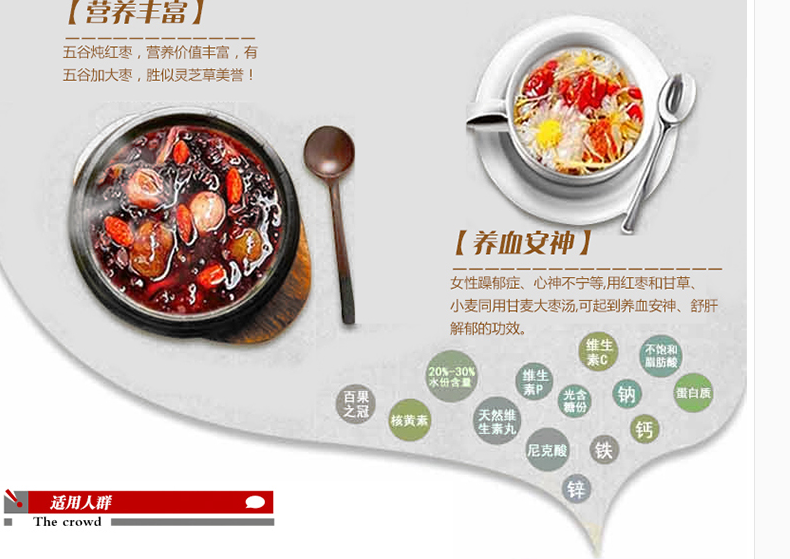 【营养丰富】
五谷炖红枣，营养价值丰富，有
五谷加大枣，胜似灵芝草美誉！
【养血安神】
女性躁郁症、心神不宁等,用红枣和甘草、
小麦同用甘麦大枣汤,可起到养血安神、舒肝
解郁的功效。
维生
素C
不饱和
脂肪酸
20%-30%
水份含量
维生
素P
光含
糖份
钠
蛋白质
百果
之冠
核黄素
天然维
生素丸
钙
尼克酸
铁
锌
适用人群
The crowd